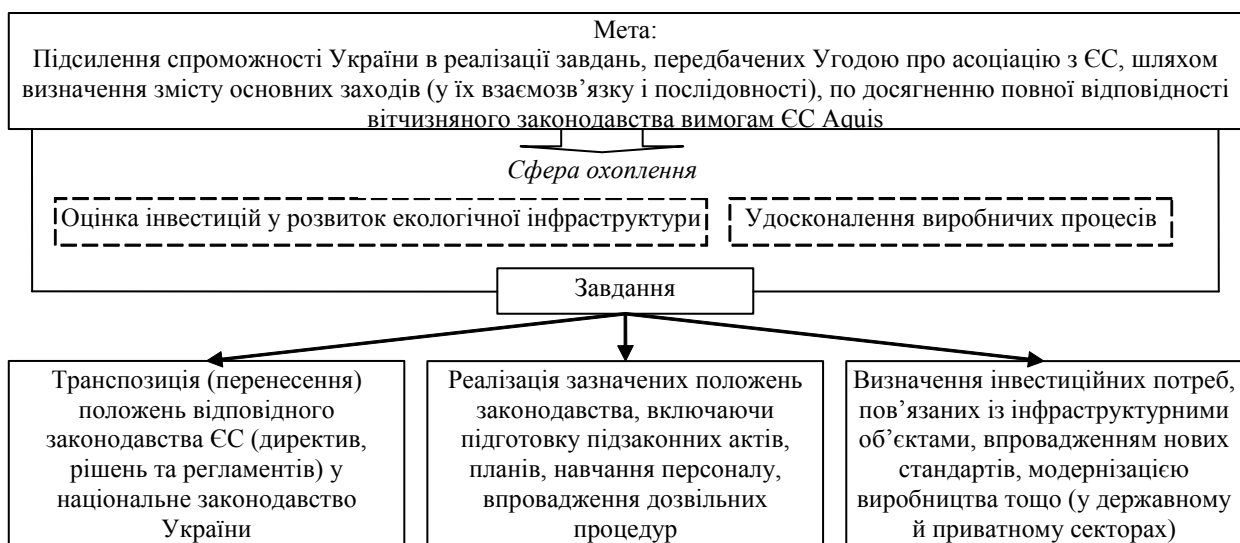 Мета:
Підсилення спроможності України в реалізації завдань, передбачених Угодою про асоціацію з ЄС, шляхом
визначення змісту основних заходів (у їх взаємозв’язку і послідовності), по досягненню повної відповідності
вітчизняного законодавства вимогам ЄС Aquis
Сфера охоплення
Оцінка інвестицій у розвиток екологічної інфраструктури
Удосконалення виробничих процесів
Завдання
Транспозиція (перенесення)
положень відповідного
законодавства ЄС (директив,
рішень та регламентів) у
національне законодавство
України
Реалізація зазначених положень
законодавства, включаючи
підготовку підзаконних актів,
планів, навчання персоналу,
впровадження дозвільних
процедур
Визначення інвестиційних потреб,
пов’язаних із інфраструктурними
об’єктами, впровадженням нових
стандартів, модернізацією
виробництва тощо (у державному
й приватному секторах)